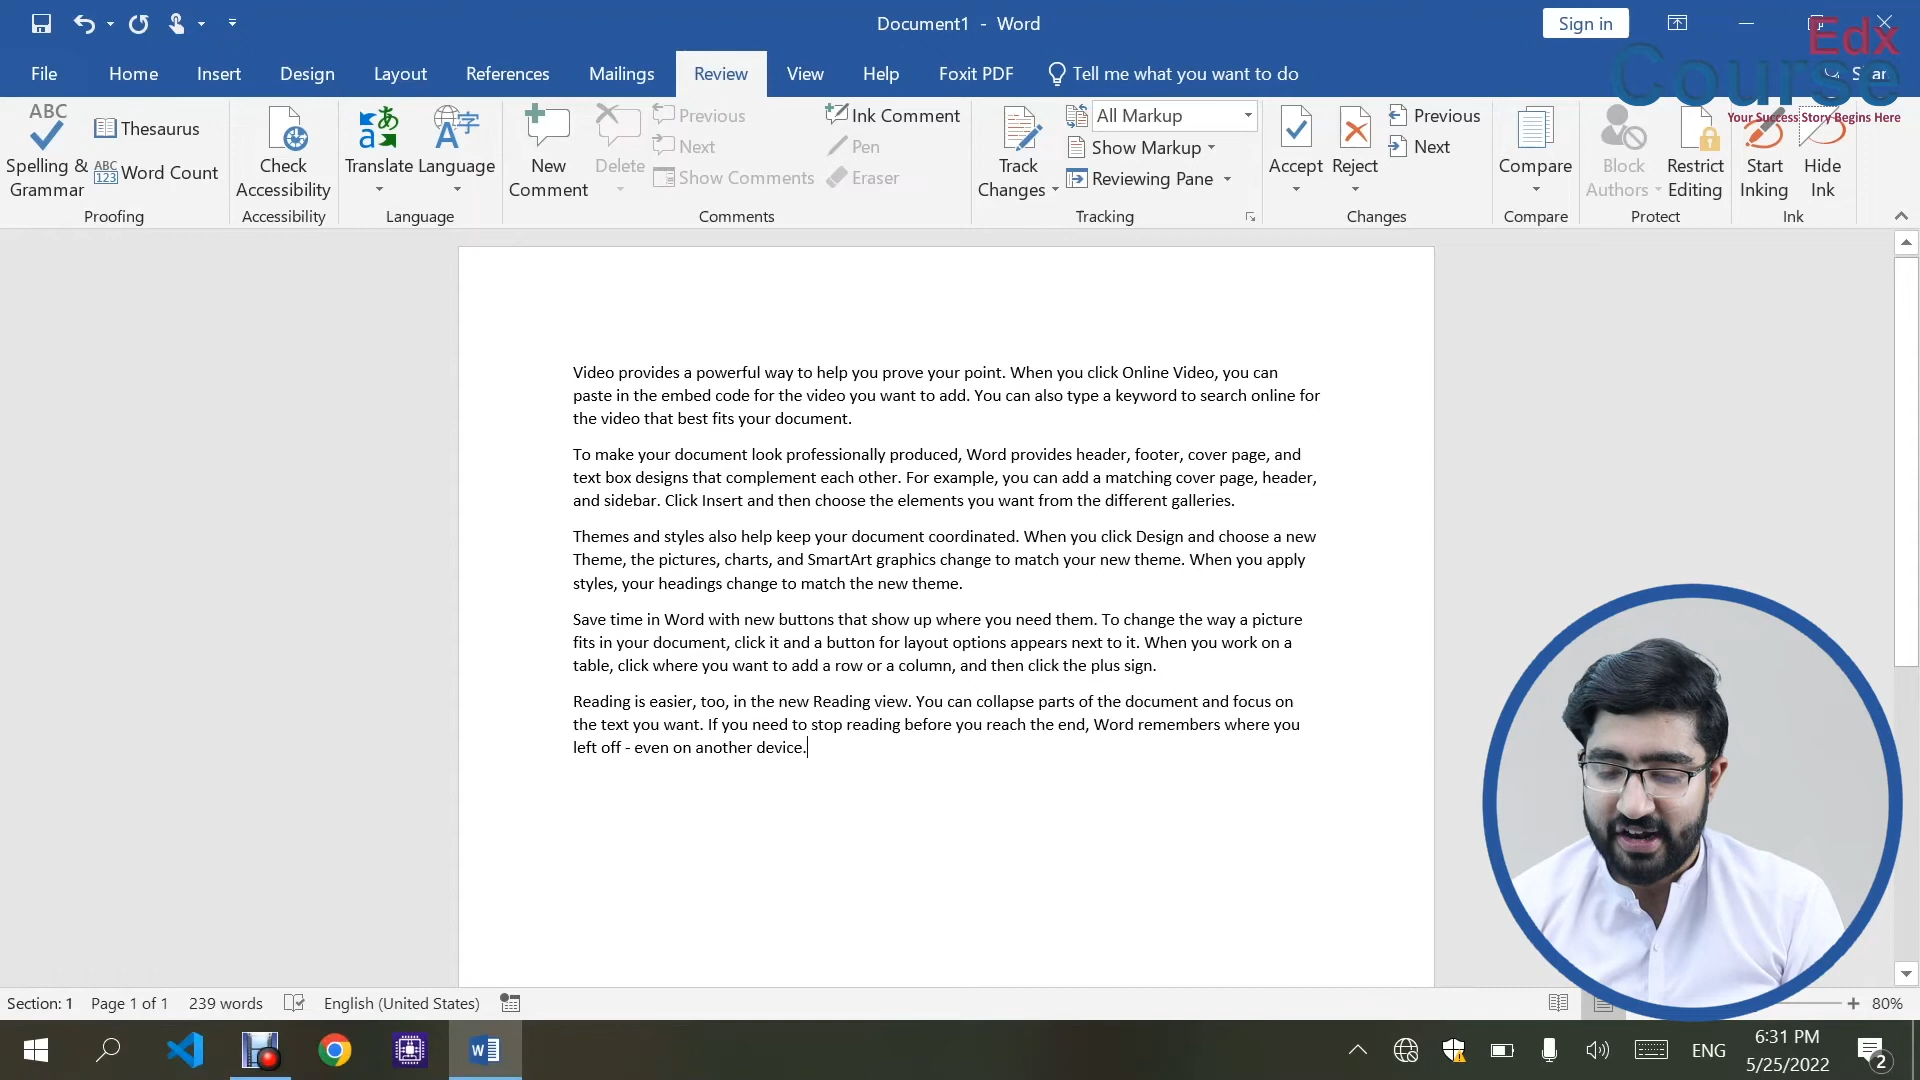 Document1 - Word
Sign in
Edx
Course
Your Success Story Begins Here
File Home Insert Design Layout References Mailings Review View Help Foxit PDF Tell me what you want to do
ABC
Spelling &
Grammar
Thesaurus
ABC
123 Word Count
Proofing
Check
Accessibility
Accessibility
Translate
Language
Language
New
Comment
Delete
Previous
Next
Show Comments
Ink Comment
Pen
Eraser
Comments
Track
Changes
All Markup
Show Markup
Reviewing Pane
Tracking
Accept
Reject
Previous
Next
Changes
Compare
Compare
Block
Authors
Restrict
Editing
Protect
Start
Inking
Hide
Ink
Ink
Video provides a powerful way to help you prove your point. When you click Online Video, you can
paste in the embed code for the video you want to add. You can also type a keyword to search online for
the video that best fits your document.
To make your document look professionally produced, Word provides header, footer, cover page, and
text box designs that complement each other. For example, you can add a matching cover page, header,
and sidebar. Click Insert and then choose the elements you want from the different galleries.
Themes and styles also help keep your document coordinated. When you click Design and choose a new
Theme, the pictures, charts, and SmartArt graphics change to match your new theme. When you apply
styles, your headings change to match the new theme.
Save time in Word with new buttons that show up where you need them. To change the way a picture
fits in your document, click it and a button for layout options appears next to it. When you work on a
table, click where you want to add a row or a column, and then click the plus sign.
Reading is easier, too, in the new Reading view. You can collapse parts of the document and focus on
the text you want. If you need to stop reading before you reach the end, Word remembers where you
left off - even on another device.
Section: 1 Page 1 of 1 239 words English (United States) 80%
ENG
6:31 PM
5/25/2022
2